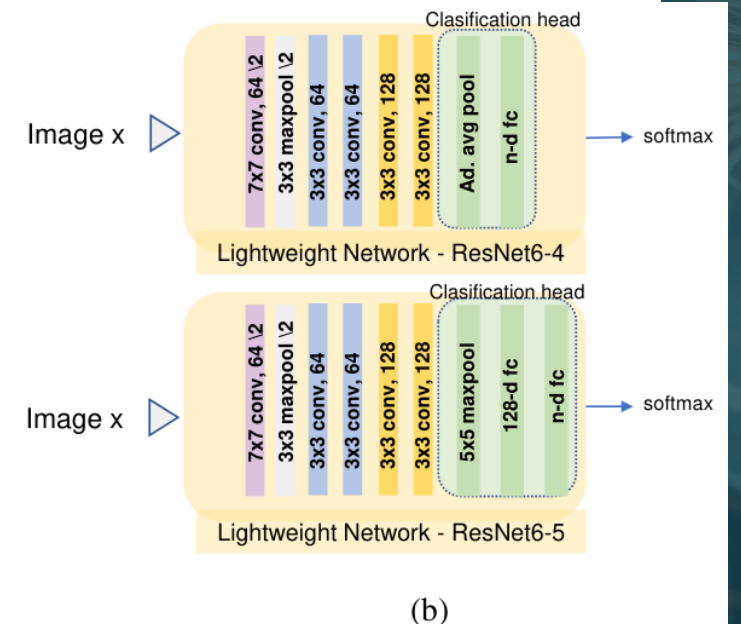 Clasification head
Image x
7x7 conv, 64 \2
3x3 maxpool \2
3x3 conv, 64
3x3 conv, 64
3x3 conv, 128
3x3 conv, 128
Ad. avg pool
n-d fc
softmax
Lightweight Network - ResNet6-4
Clasification head
Image x
7x7 conv, 64 \2
3x3 maxpool \2
3x3 conv, 64
3x3 conv, 64
3x3 conv, 128
3x3 conv, 128
5x5 maxpool
128-d fc
n-d fc
softmax
Lightweight Network - ResNet6-5
(b)